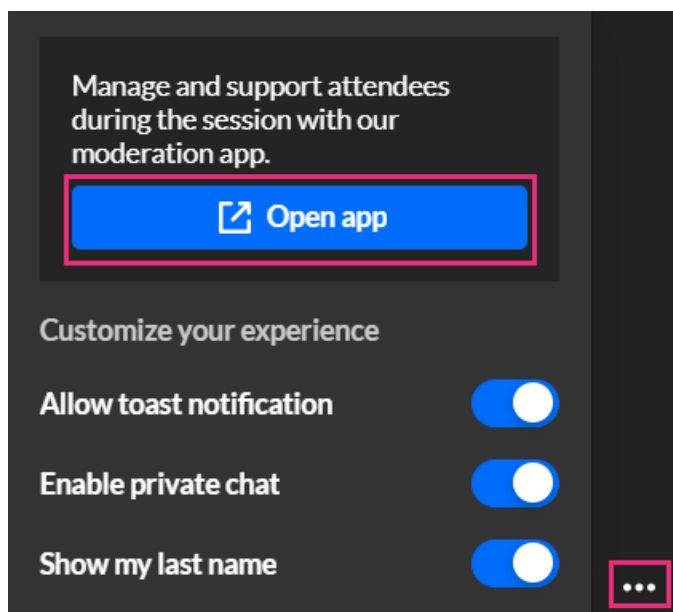 Manage and support attendees
during the session with our
moderation app.
Open app
Customize your experience
Allow toast notification
Enable private chat
Show my last name